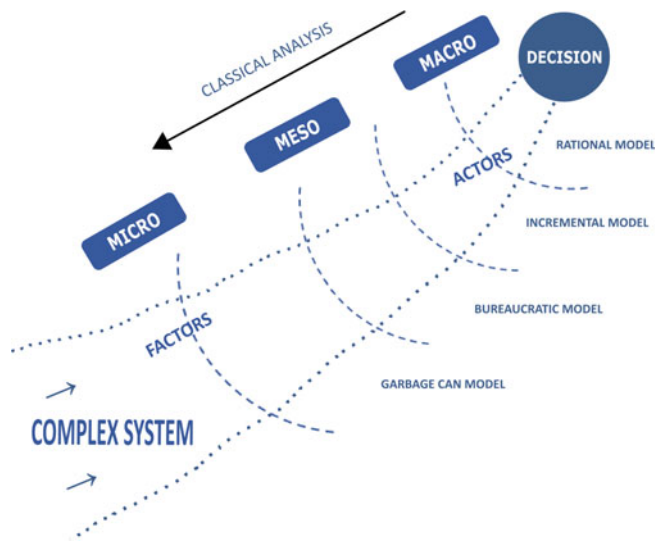 CLASSICAL ANALYSIS
MACRO
DECISION
MESO
RATIONAL MODEL
ACTORS
MICRO
INCREMENTAL MODEL
BUREAUCRATIC MODEL
FACTORS
GARBAGE CAN MODEL
COMPLEX SYSTEM